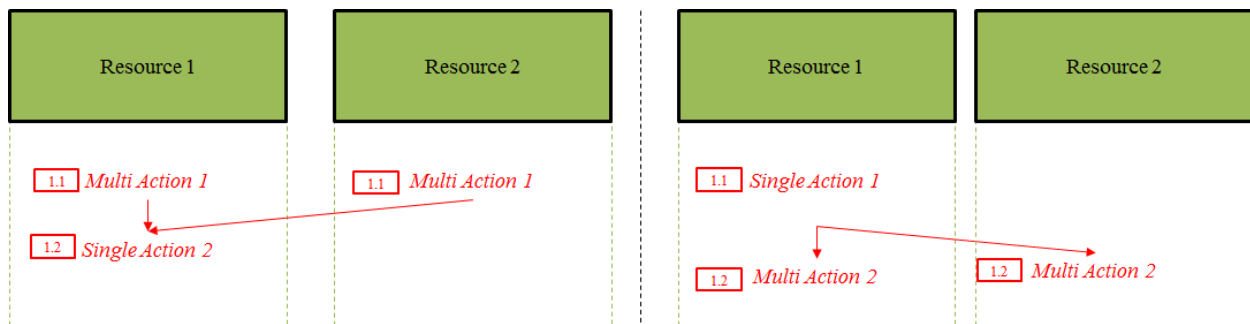 Resource 1
Resource 2
1.1 Multi Action 1
1.1 Multi Action 1
1.2 Single Action 2
Resource 1
Resource 2
1.1 Single Action 1
1.2 Multi Action 2
1.2 Multi Action 2